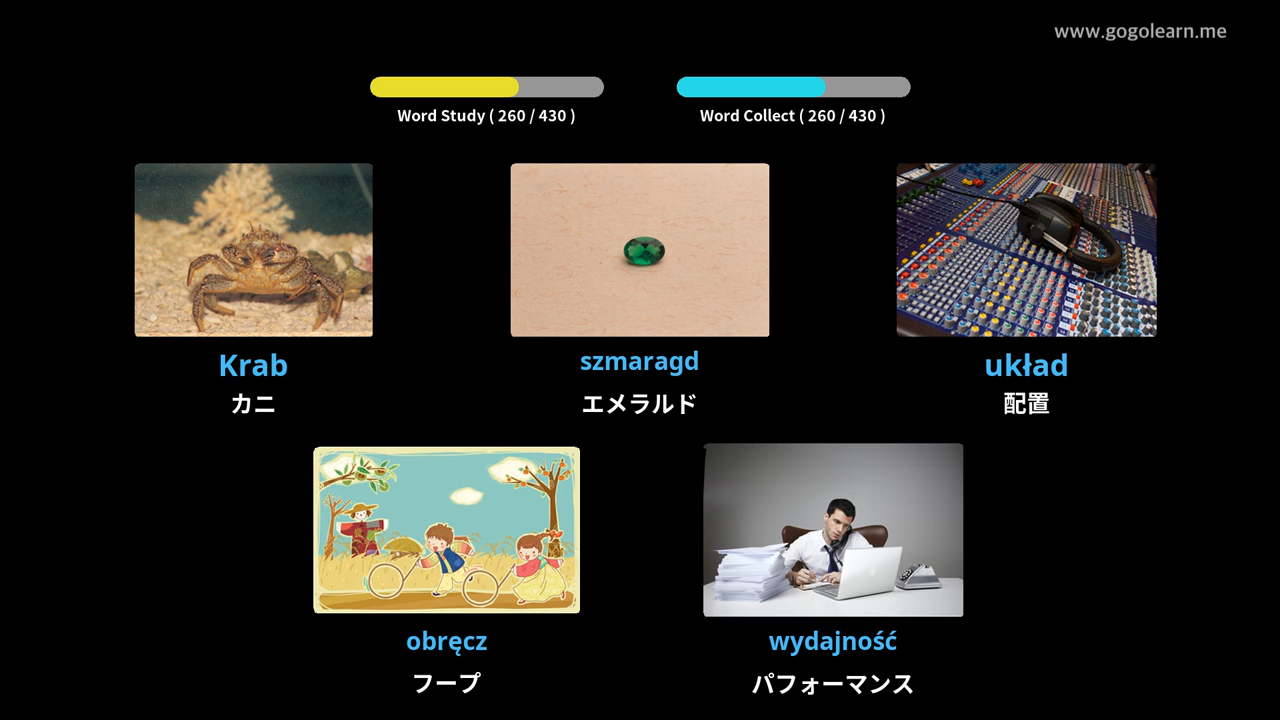 www.gogolearn.me
Word Study ( 260 / 430 )
Word Collect ( 260 / 430 )
Krab
カニ
szmaragd
エメラルド
układ
配置
obręcz
フープ
wydajność
パフォーマンス